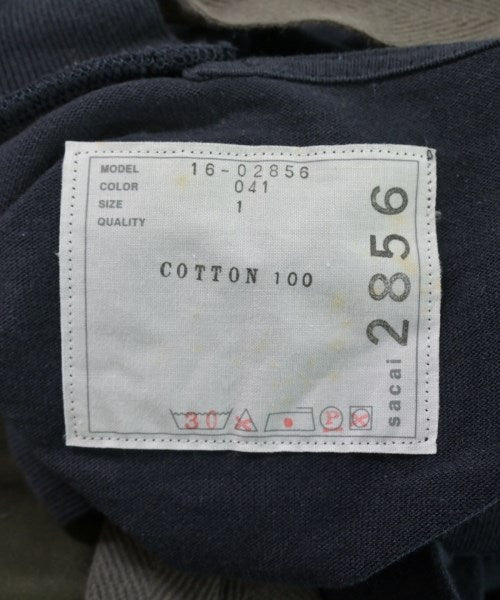 MODEL 16-02856
COLOR 041
SIZE 1
QUALITY
COTTON 100
sacai 2856
30
P